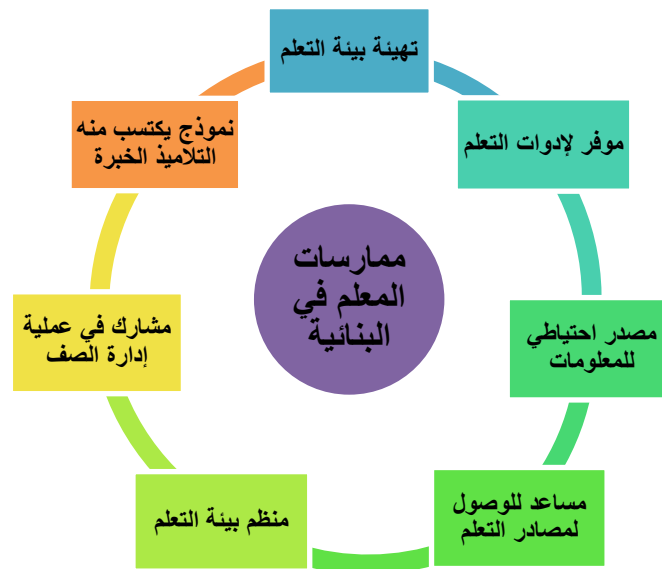 تهيئة بيئة التعلم
موفر لإدوات التعلم
مصدر احتياطي
للمعلومات
مساعد للوصول
لمصادر التعلم
منظم بيئة التعلم
مشارك في عملية
إدارة الصف
نموذج يكتسب منه
التلاميذ الخبرة
ممارسات
المعلم في
البنائية